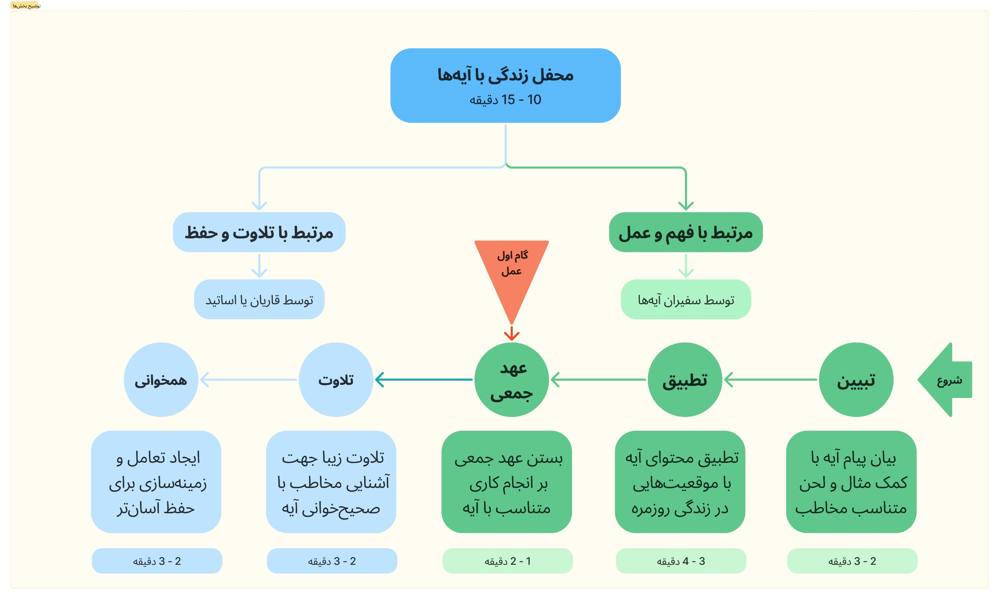 توضیح بخش‌ها
محفل زندگی با آیه‌ها
10 - 15 دقیقه
مرتبط با فهم و عمل
مرتبط با تلاوت و حفظ
گام اول
عمل
توسط سفیران آیه‌ها
توسط قاریان یا اساتید
شروع
تبیین
تطبیق
عهد
جمعی
تلاوت
همخوانی
بیان پیام آیه با
کمک مثال و لحن
متناسب مخاطب
تطبیق محتوای آیه
با موقعیت‌هایی
در زندگی روزمره
بستن عهد جمعی
بر انجام کاری
متناسب با آیه
تلاوت زیبا جهت
آشنایی مخاطب با
صحیح‌خوانی آیه
ایجاد تعامل و
زمینه‌سازی برای
حفظ آسان‌تر
2 - 3 دقیقه
3 - 4 دقیقه
1 - 2 دقیقه
2 - 3 دقیقه
2 - 3 دقیقه